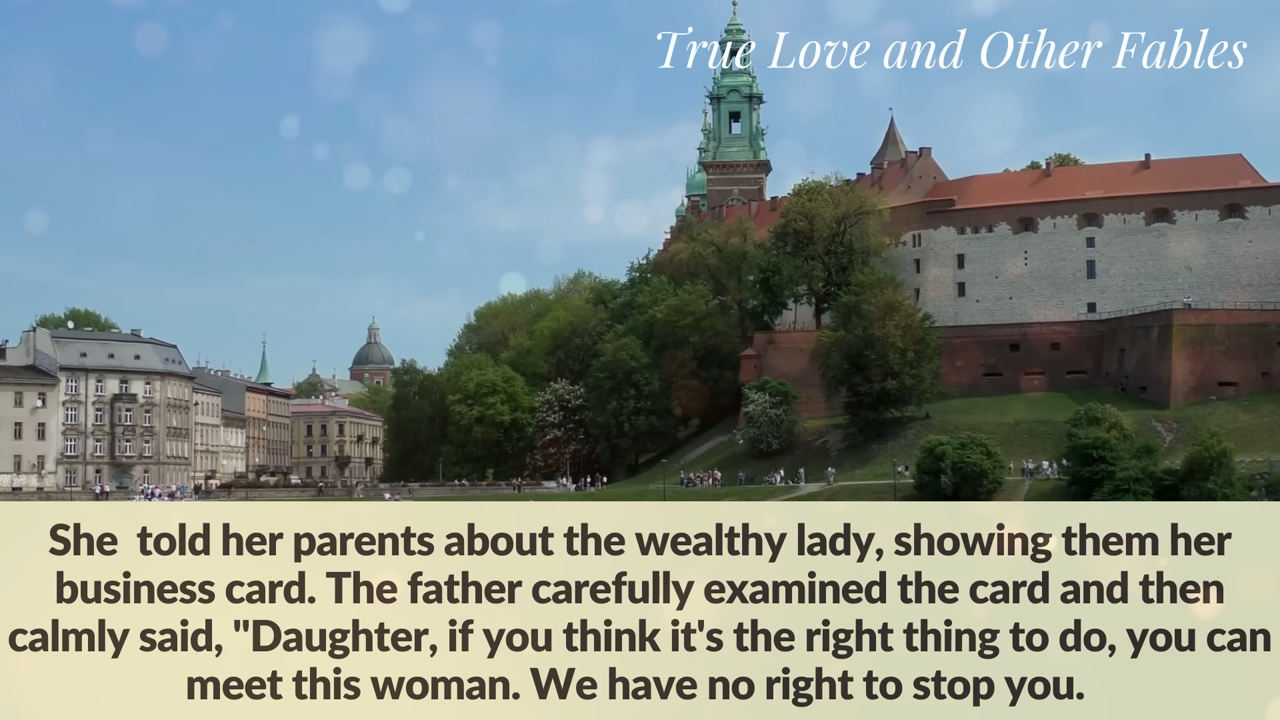 True Love and Other Fables
She  told her parents about the wealthy lady, showing them her
business card. The father carefully examined the card and then
calmly said, "Daughter, if you think it's the right thing to do, you can
meet this woman. We have no right to stop you.